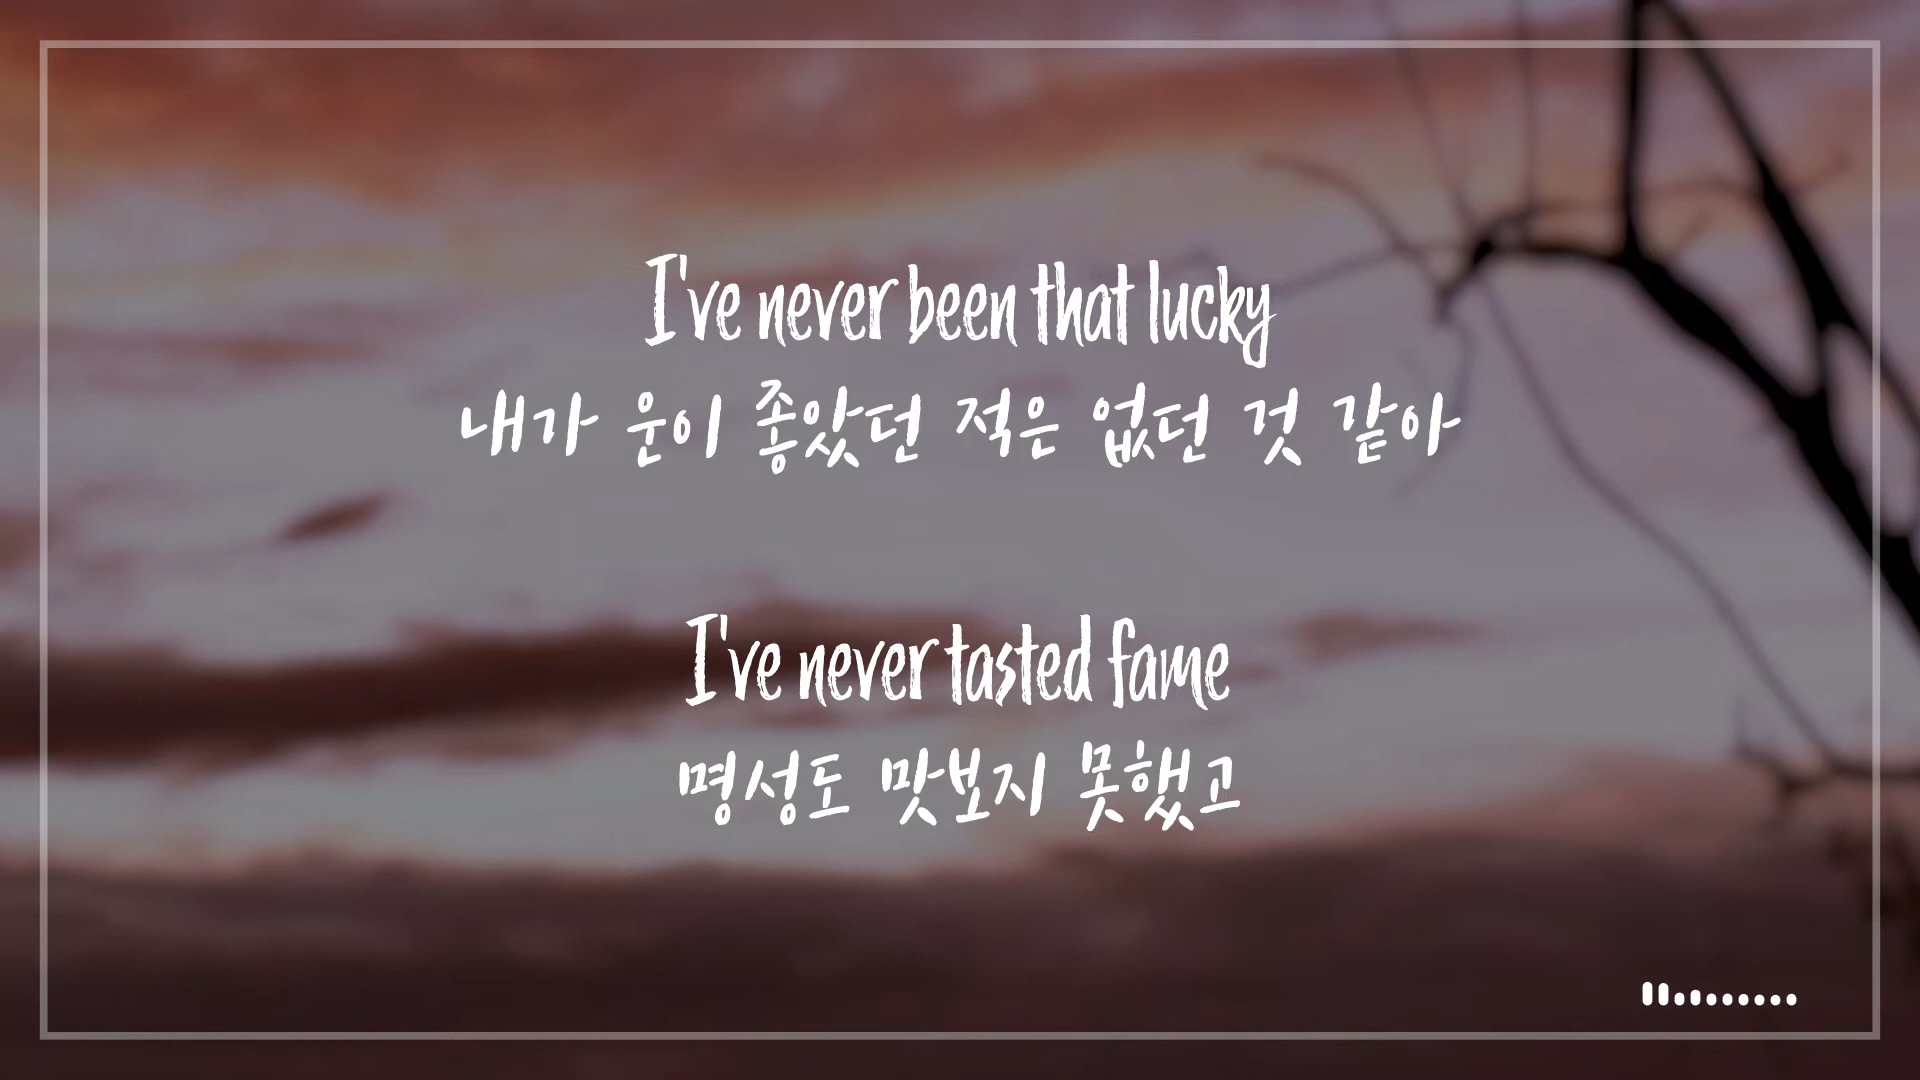 I've never been that lucky
내가 운이 좋았던 적은 없던 것 같아
I've never tasted fame
명성도 맛보지 못했고